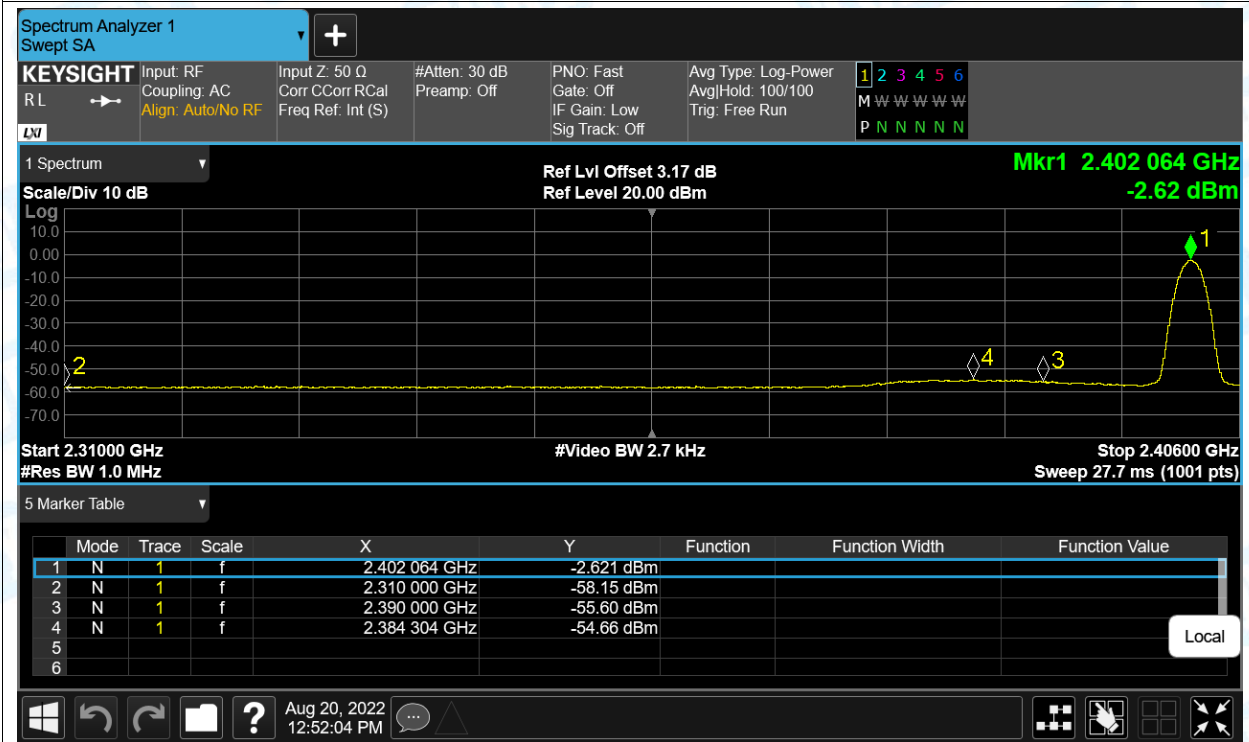 Spectrum Analyzer 1
Swept SA
+
KEYSIGHT
R L
LXI
Input: RF
Coupling: AC
Align: Auto/No RF
Input Z: 50 Ω
Corr CCorr RCal
Freq Ref: Int (S)
#Atten: 30 dB
Preamp: Off
PNO: Fast
Gate: Off
IF Gain: Low
Sig Track: Off
Avg Type: Log-Power
Avg|Hold: 100/100
Trig: Free Run
1 2 3 4 5 6
M W W W W W
P N N N N N
1 Spectrum
Scale/Div 10 dB
Ref Lvl Offset 3.17 dB
Ref Level 20.00 dBm
Mkr1 2.402 064 GHz
-2.62 dBm
Log
10.0
0.00
-10.0
-20.0
-30.0
-40.0
-50.0
-60.0
-70.0
2
4
3
1
Start 2.31000 GHz
#Res BW 1.0 MHz
#Video BW 2.7 kHz
Stop 2.40600 GHz
Sweep 27.7 ms (1001 pts)
5 Marker Table
Mode Trace Scale X Y Function Function Width Function Value
1 N 1 f 2.402 064 GHz -2.621 dBm
2 N 1 f 2.310 000 GHz -58.15 dBm
3 N 1 f 2.390 000 GHz -55.60 dBm
4 N 1 f 2.384 304 GHz -54.66 dBm
5
6
Local
?
Aug 20, 2022
12:52:04 PM